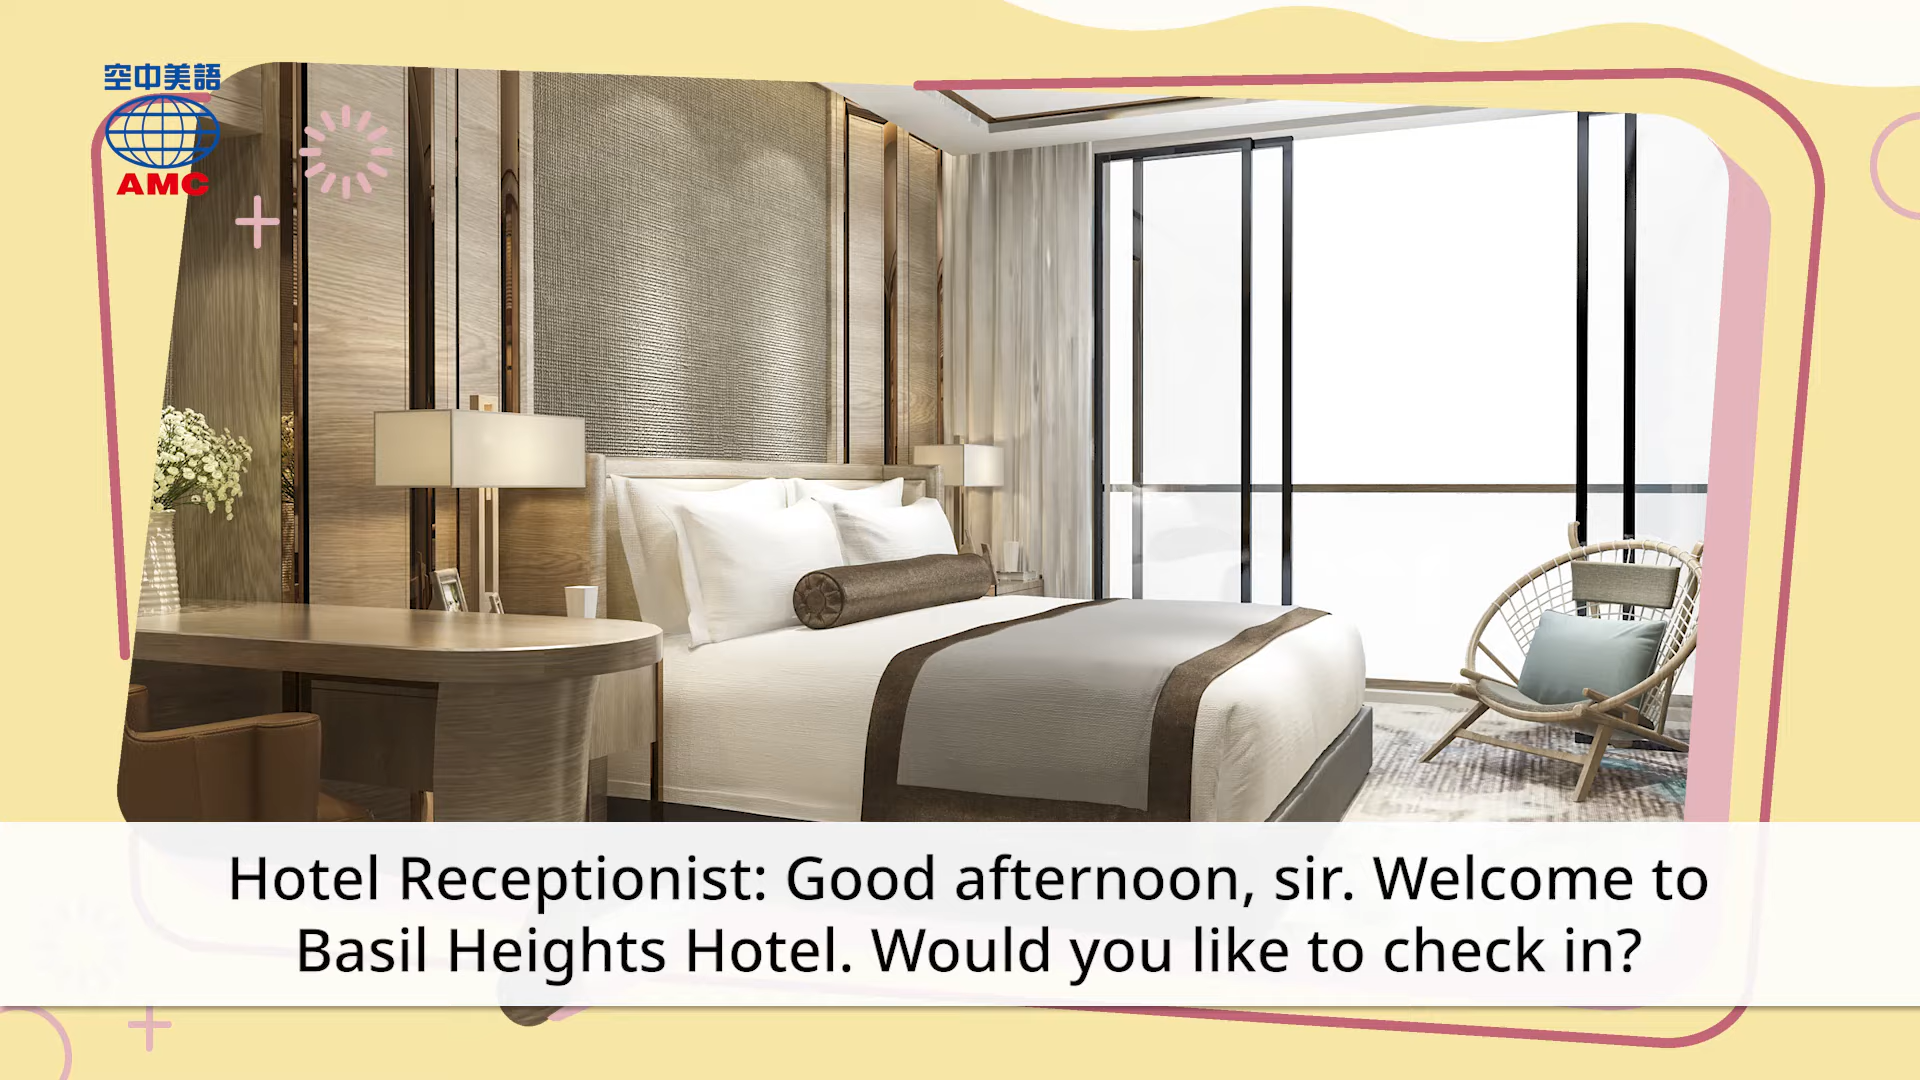 空中美語
AMC
Hotel Receptionist: Good afternoon, sir. Welcome to
Basil Heights Hotel. Would you like to check in?